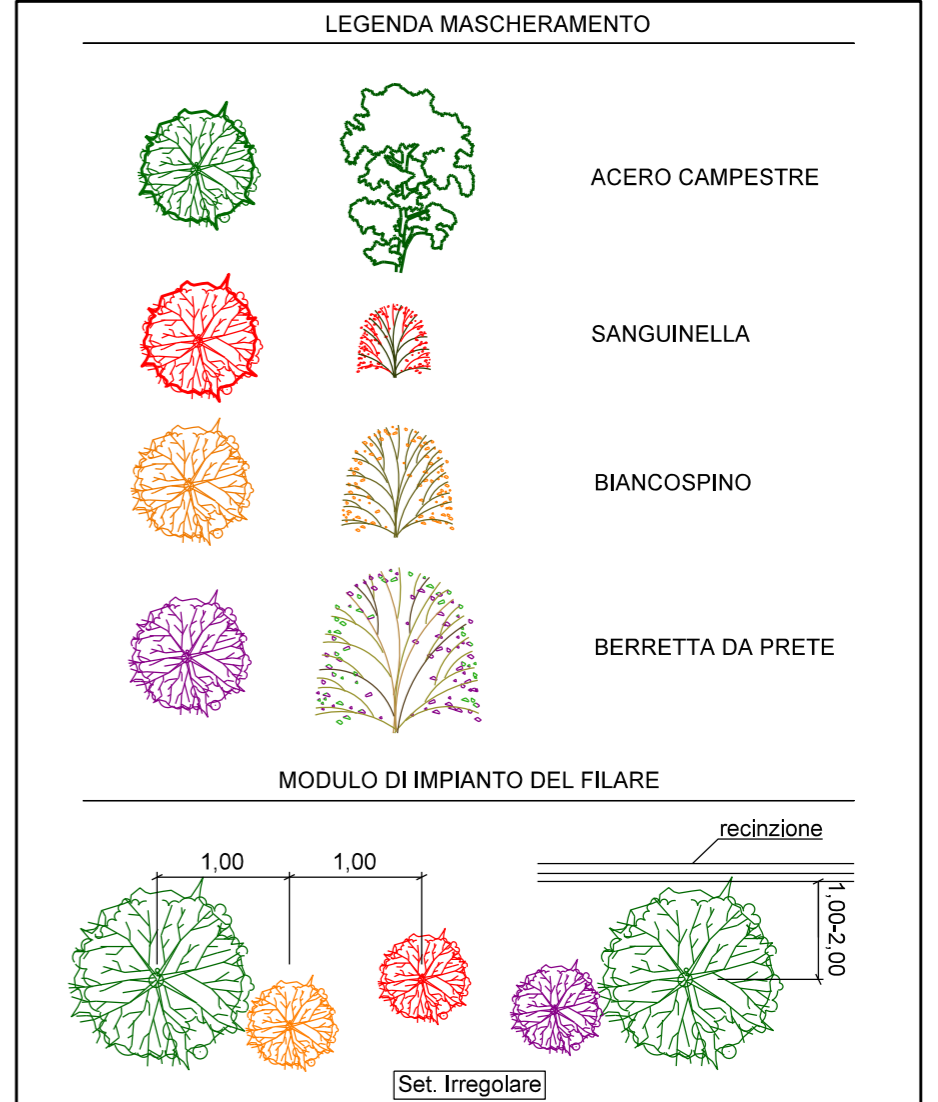 LEGENDA MASCHERAMENTO
ACERO CAMPESTRE
SANGUINELLA
BIANCOSPINO
BERRETTA DA PRETE
MODULO DI IMPIANTO DEL FILARE
recinzione
1,00 1,00
1,00-2,00
Set. Irregolare